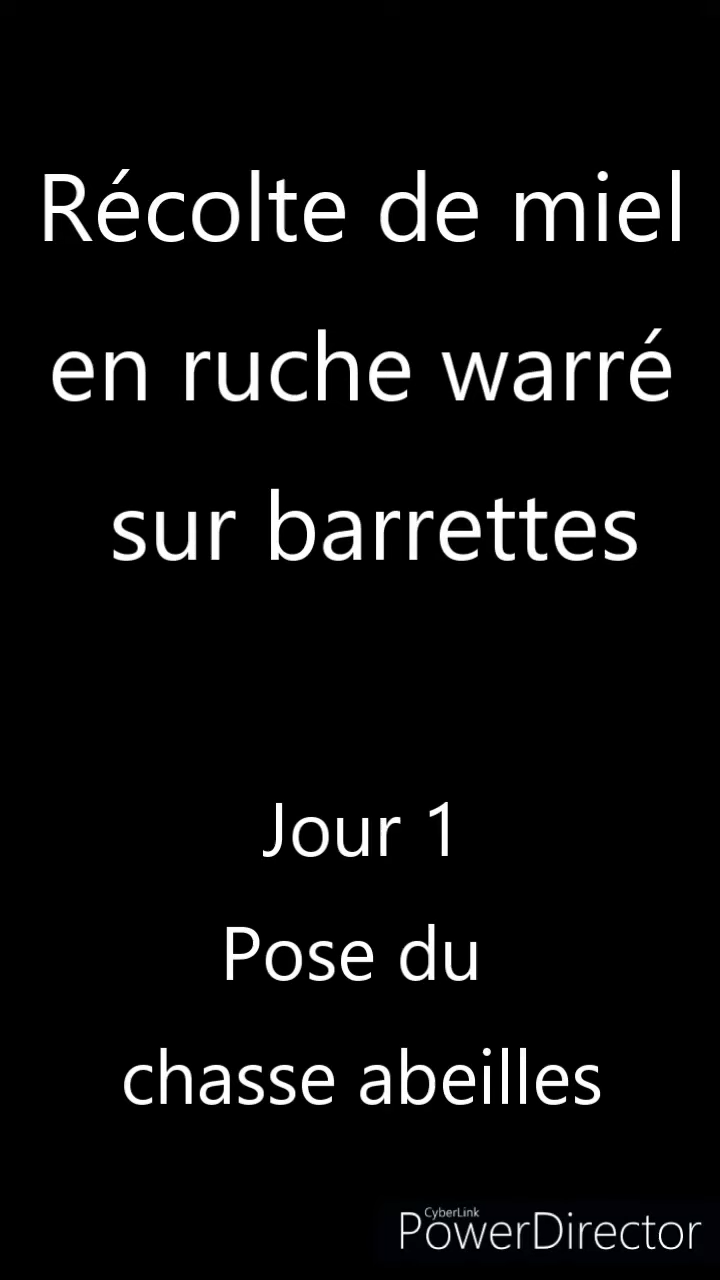 Récolte de miel
en ruche warré
sur barrettes
Jour 1
Pose du
chasse abeilles
CyberLink
PowerDirector